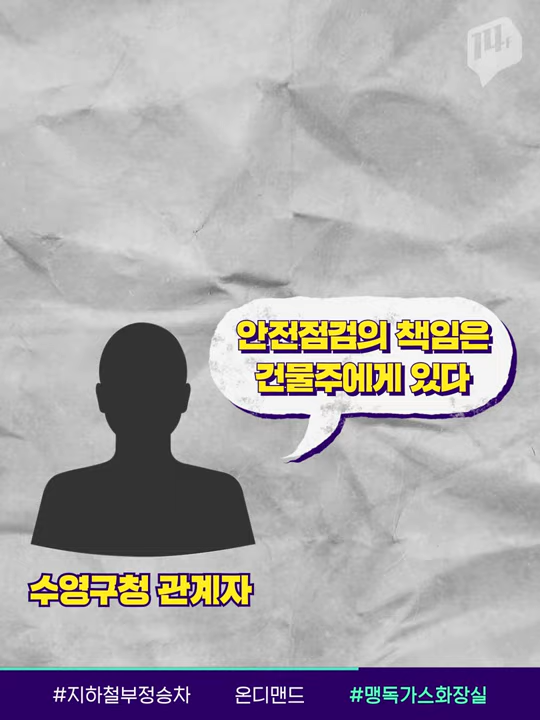 14F
안전점검의 책임은
건물주에게 있다
수영구청 관계자
#지하철부정승차 온디맨드 #맹독가스화장실